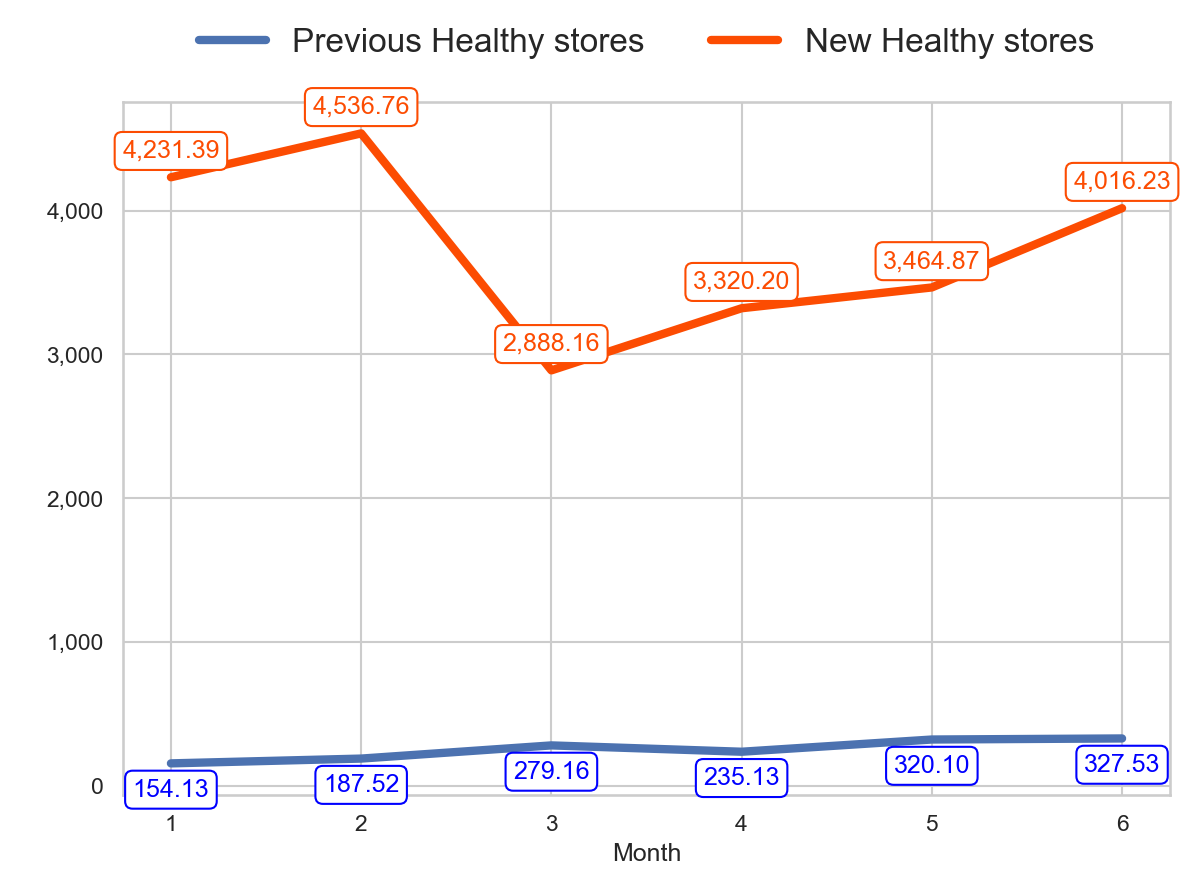 Previous Healthy stores New Healthy stores
4,536.76
4,231.39
4,016.23
4,000
3,464.87
3,320.20
2,888.16
3,000
2,000
1,000
0
154.13 187.52 279.16 235.13 320.10 327.53
1 2 3 4 5 6
Month